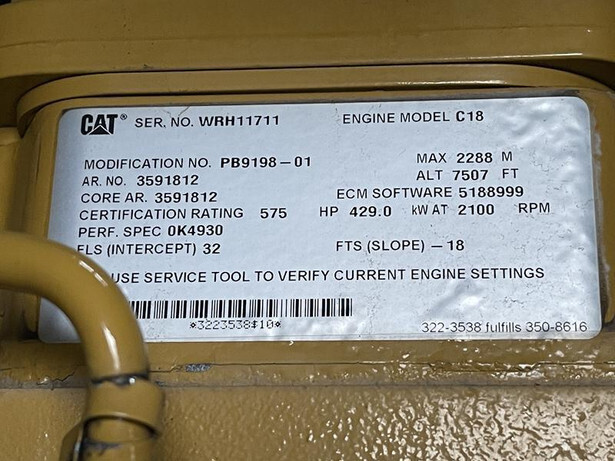 CAT® SER. NO. WRH11711 ENGINE MODEL C18
MODIFICATION NO. PB9198-01 MAX 2288 M
AR. NO. 3591812 ALT 7507 FT
CORE AR. 3591812 ECM SOFTWARE 5188999
CERTIFICATION RATING 575 HP 429.0 kW AT 2100 RPM
PERF. SPEC 0K4930
FLS (INTERCEPT) 32 FTS (SLOPE) -18
USE SERVICE TOOL TO VERIFY CURRENT ENGINE SETTINGS
*3223538$10*
322-3538 fulfills 350-8616